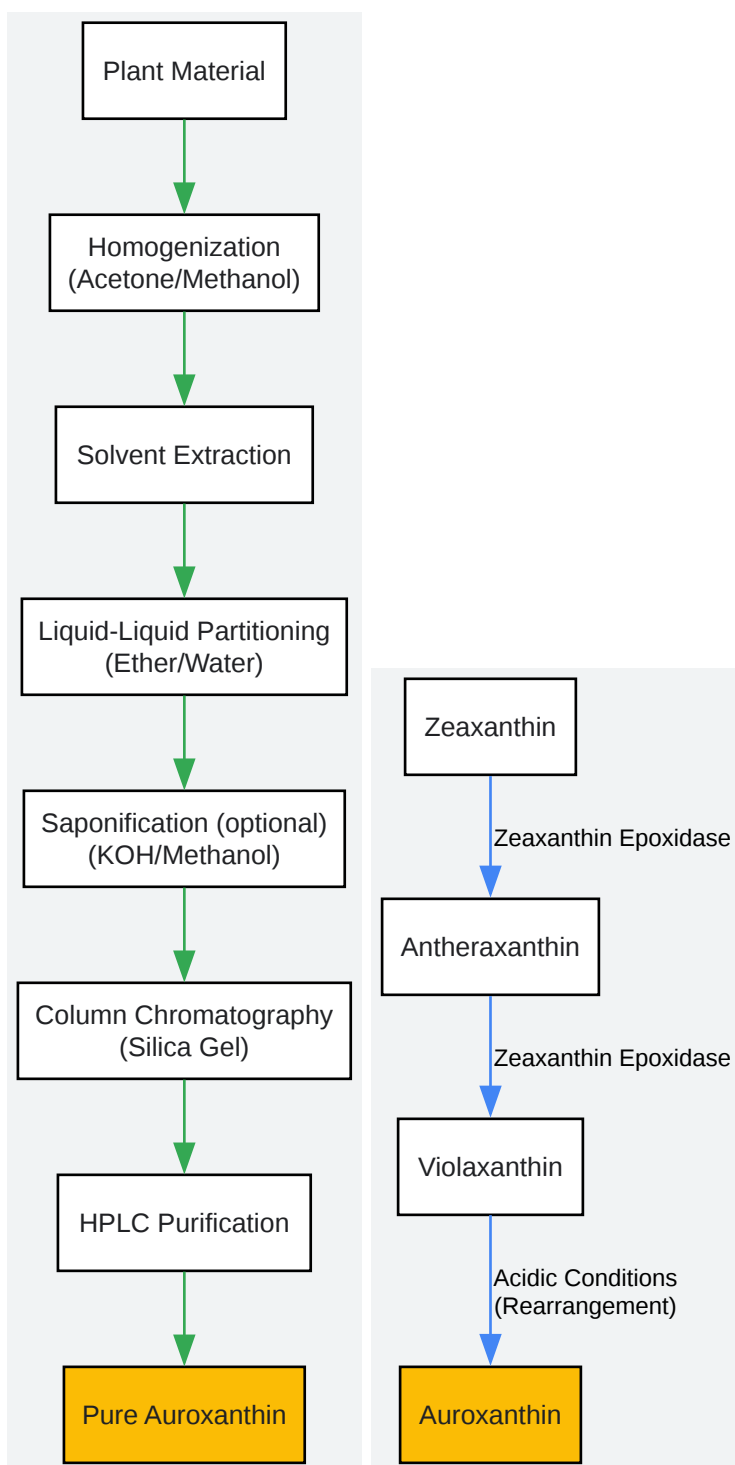 Plant Material
Homogenization
(Acetone/Methanol)
Solvent Extraction
Liquid-Liquid Partitioning
(Ether/Water)
Saponification (optional)
(KOH/Methanol)
Column Chromatography
(Silica Gel)
HPLC Purification
Pure Auroxanthin
Zeaxanthin
Zeaxanthin Epoxidase
Antheraxanthin
Zeaxanthin Epoxidase
Violaxanthin
Acidic Conditions
(Rearrangement)
Auroxanthin